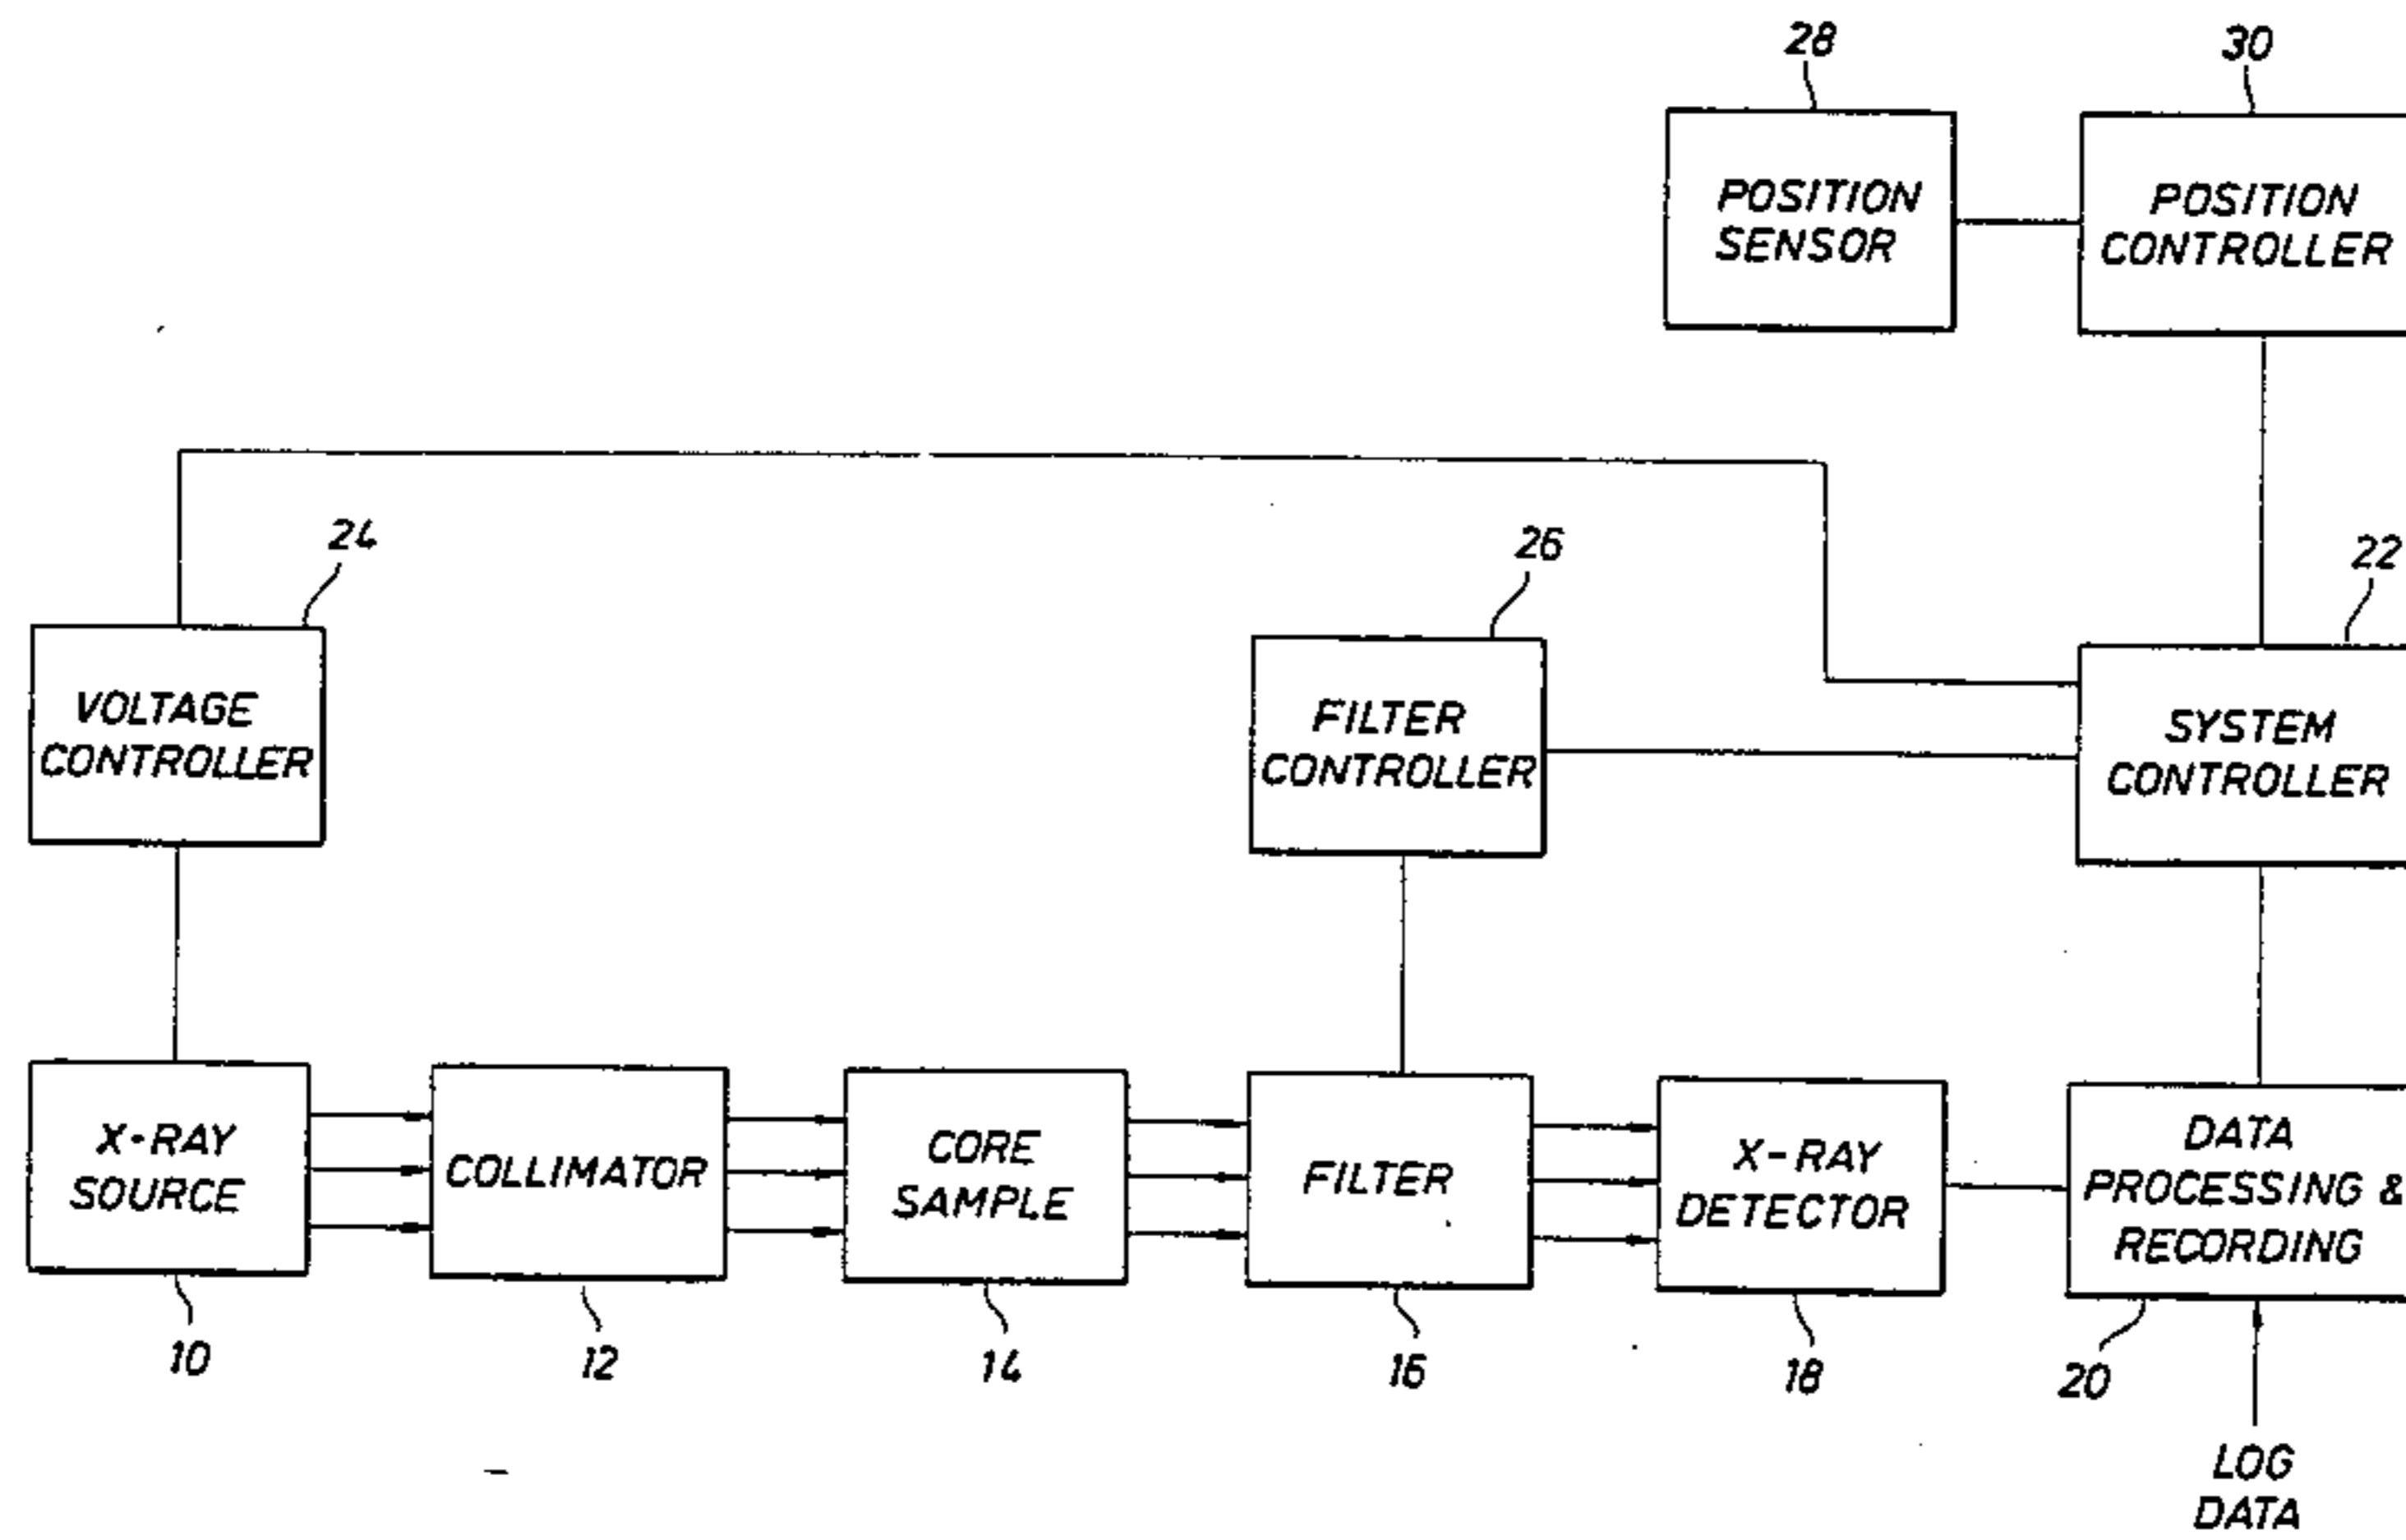 28
30
POSITION
SENSOR
POSITION
CONTROLLER
24
26
22
VOLTAGE
CONTROLLER
FILTER
CONTROLLER
SYSTEM
CONTROLLER
X-RAY
SOURCE
COLLIMATOR
CORE
SAMPLE
FILTER
X-RAY
DETECTOR
DATA
PROCESSING &
RECORDING
10
12
14
16
18
20
LOG
DATA